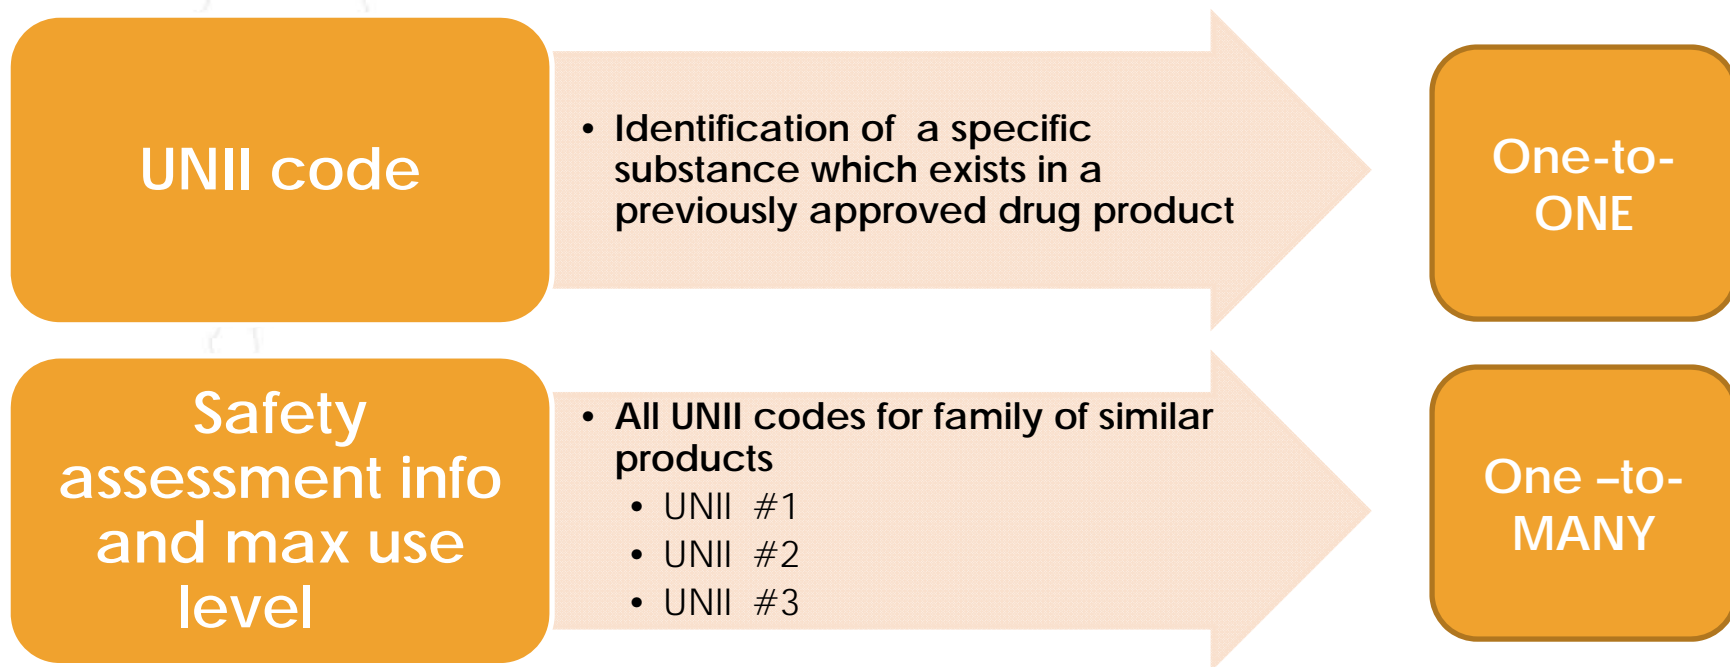 UNII code
• Identification of a specific
substance which exists in a
previously approved drug product
One-to-
ONE
Safety
assessment info
and max use
level
• All UNII codes for family of similar
products
• UNII #1
• UNII #2
• UNII #3
One –to-
MANY